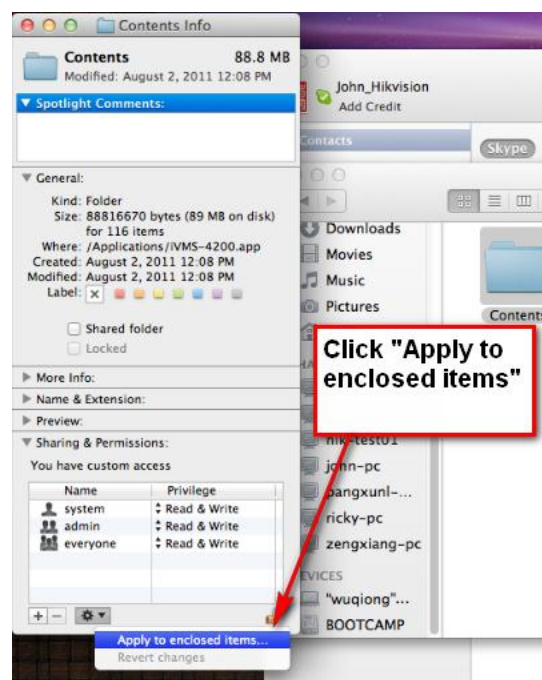 Contents Info
Contents 88.8 MB
Modified: August 2, 2011 12:08 PM
Spotlight Comments:
General:
Kind: Folder
Size: 88816670 bytes (89 MB on disk)
for 116 items
Where: /Applications/iVMS-4200.app
Created: August 2, 2011 12:08 PM
Modified: August 2, 2011 12:08 PM
Label:
Shared folder
Locked
More Info:
Name & Extension:
Preview:
Sharing & Permissions:
You have custom access
Name Privilege
system Read & Write
admin Read & Write
everyone Read & Write
Apply to enclosed items...
Revert changes
John_Hikvision
Add Credit
Contacts
Skype
Downloads
Movies
Music
Pictures
Contents
Click "Apply to
enclosed items"
hik-test01
john-pc
pangxunl-...
ricky-pc
zengxiang-pc
"wuqiong"...
BOOTCAMP